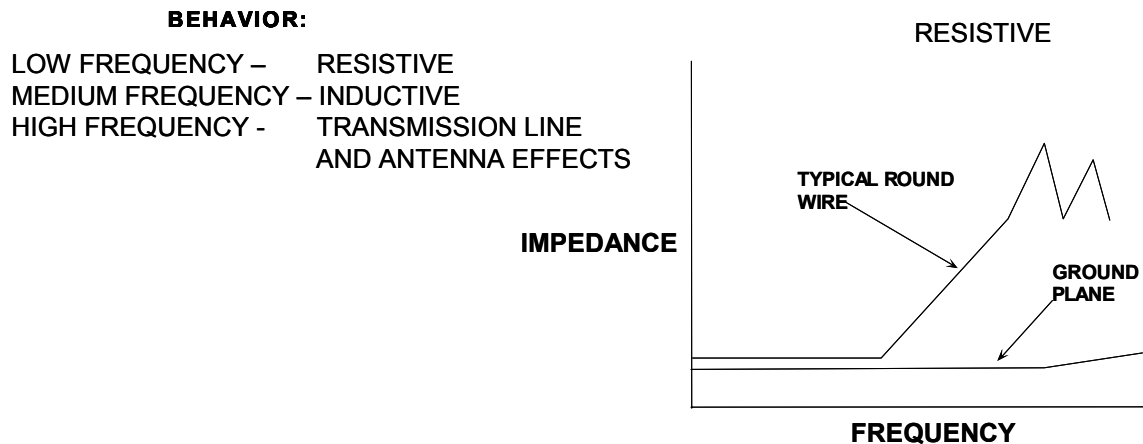 BEHAVIOR:
LOW FREQUENCY – RESISTIVE
MEDIUM FREQUENCY – INDUCTIVE
HIGH FREQUENCY - TRANSMISSION LINE
AND ANTENNA EFFECTS
RESISTIVE
TYPICAL ROUND
WIRE
IMPEDANCE
GROUND
PLANE
FREQUENCY